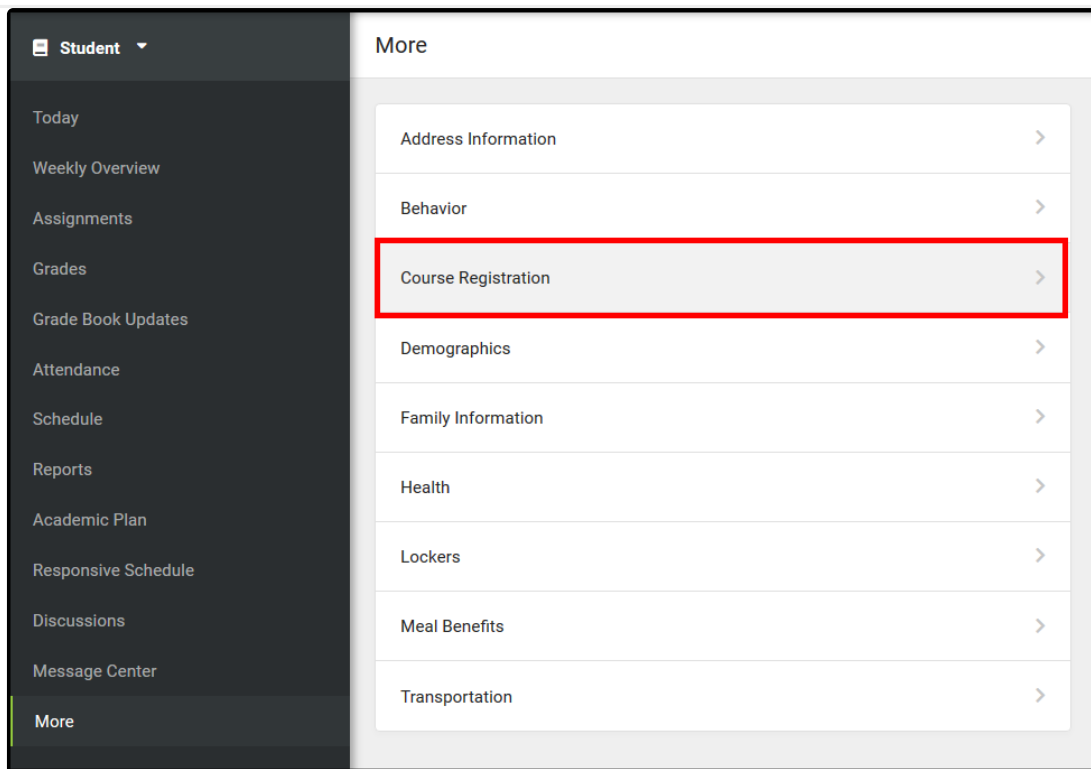 Student
Today
Weekly Overview
Assignments
Grades
Grade Book Updates
Attendance
Schedule
Reports
Academic Plan
Responsive Schedule
Discussions
Message Center
More
More
Address Information
Behavior
Course Registration
Demographics
Family Information
Health
Lockers
Meal Benefits
Transportation